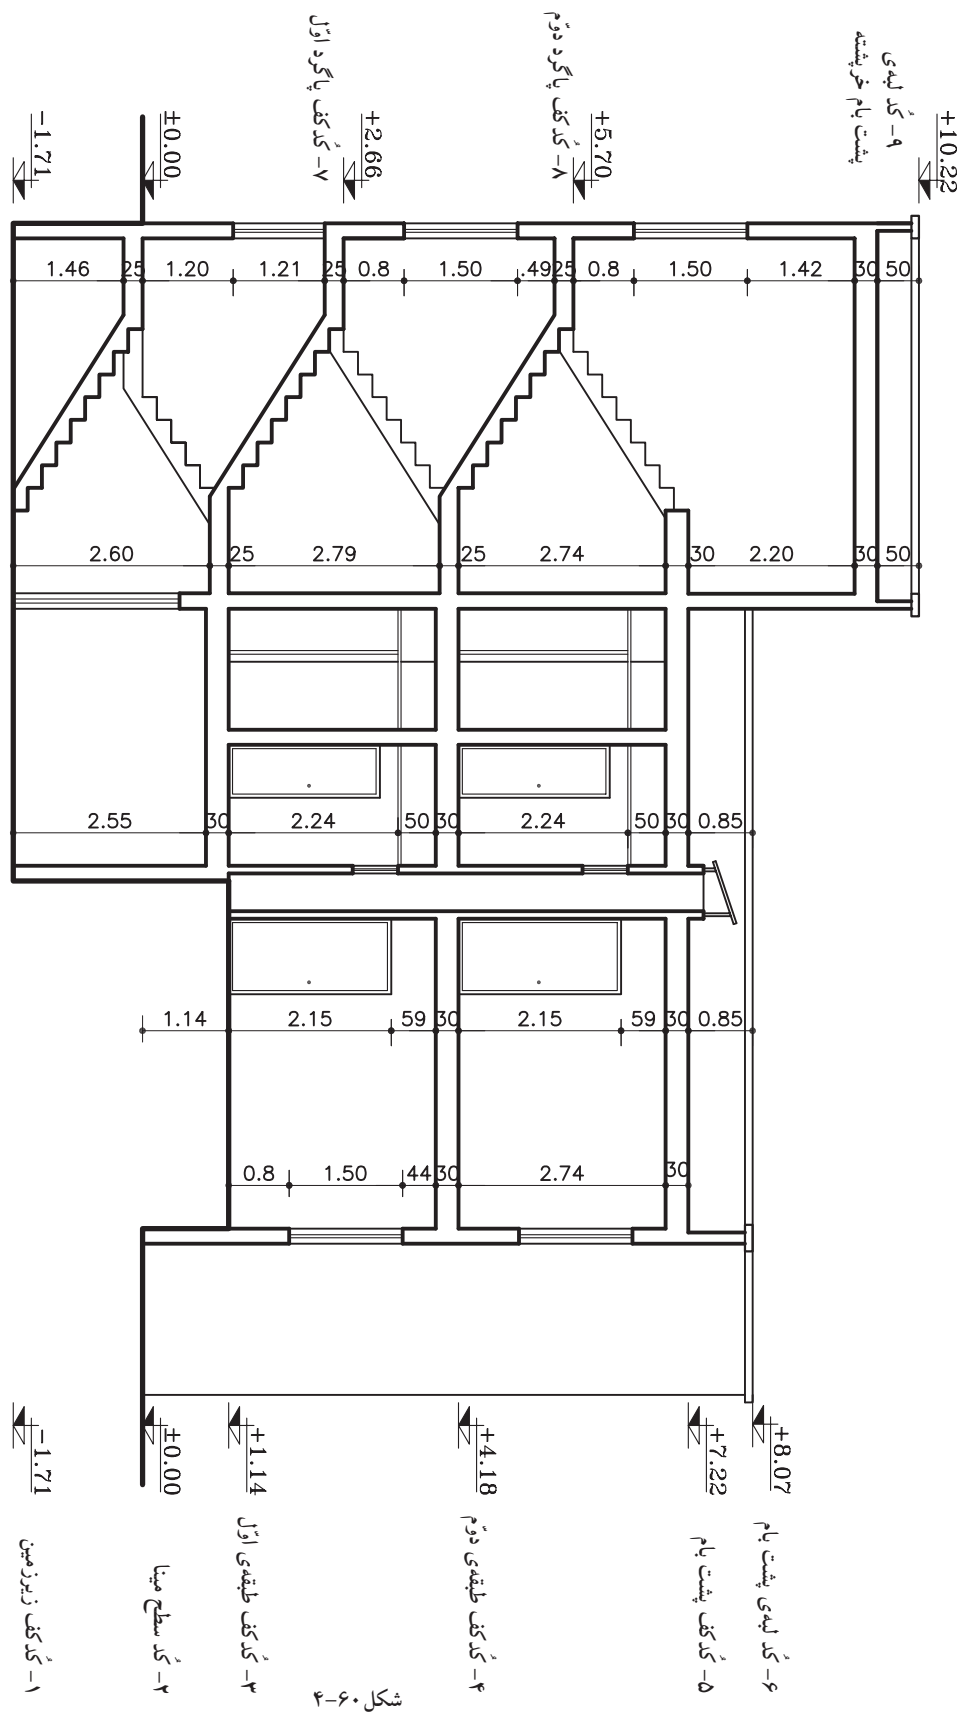 ۹- کُد لبه‌ی
پشت بام خرپشته
۸- کُد کف پاگرد دوّم
۷- کُد کف پاگرد اوّل
+10.22
+5.70
+2.66
±0.00
-1.71
1.46 25 1.20 1.21 25 0.8 1.50 .49 25 0.8 1.50 1.42 30 50
2.60 25 2.79 25 2.74 30 2.20 30 50
2.55 30 2.24 50 30 2.24 50 30 0.85
1.14 2.15 59 30 2.15 59 30 0.85
0.8 1.50 44 30 2.74 30
+8.07
+7.22
+4.18
+1.14
±0.00
-1.71
۶- کُد لبه‌ی پشت بام
۵- کُد کف پشت بام
۴- کُد کف طبقه‌ی دوّم
۳- کُد کف طبقه‌ی اوّل
۲- کُد سطح مبنا
۱- کُد کف زیرزمین
شکل ۶۰-۴